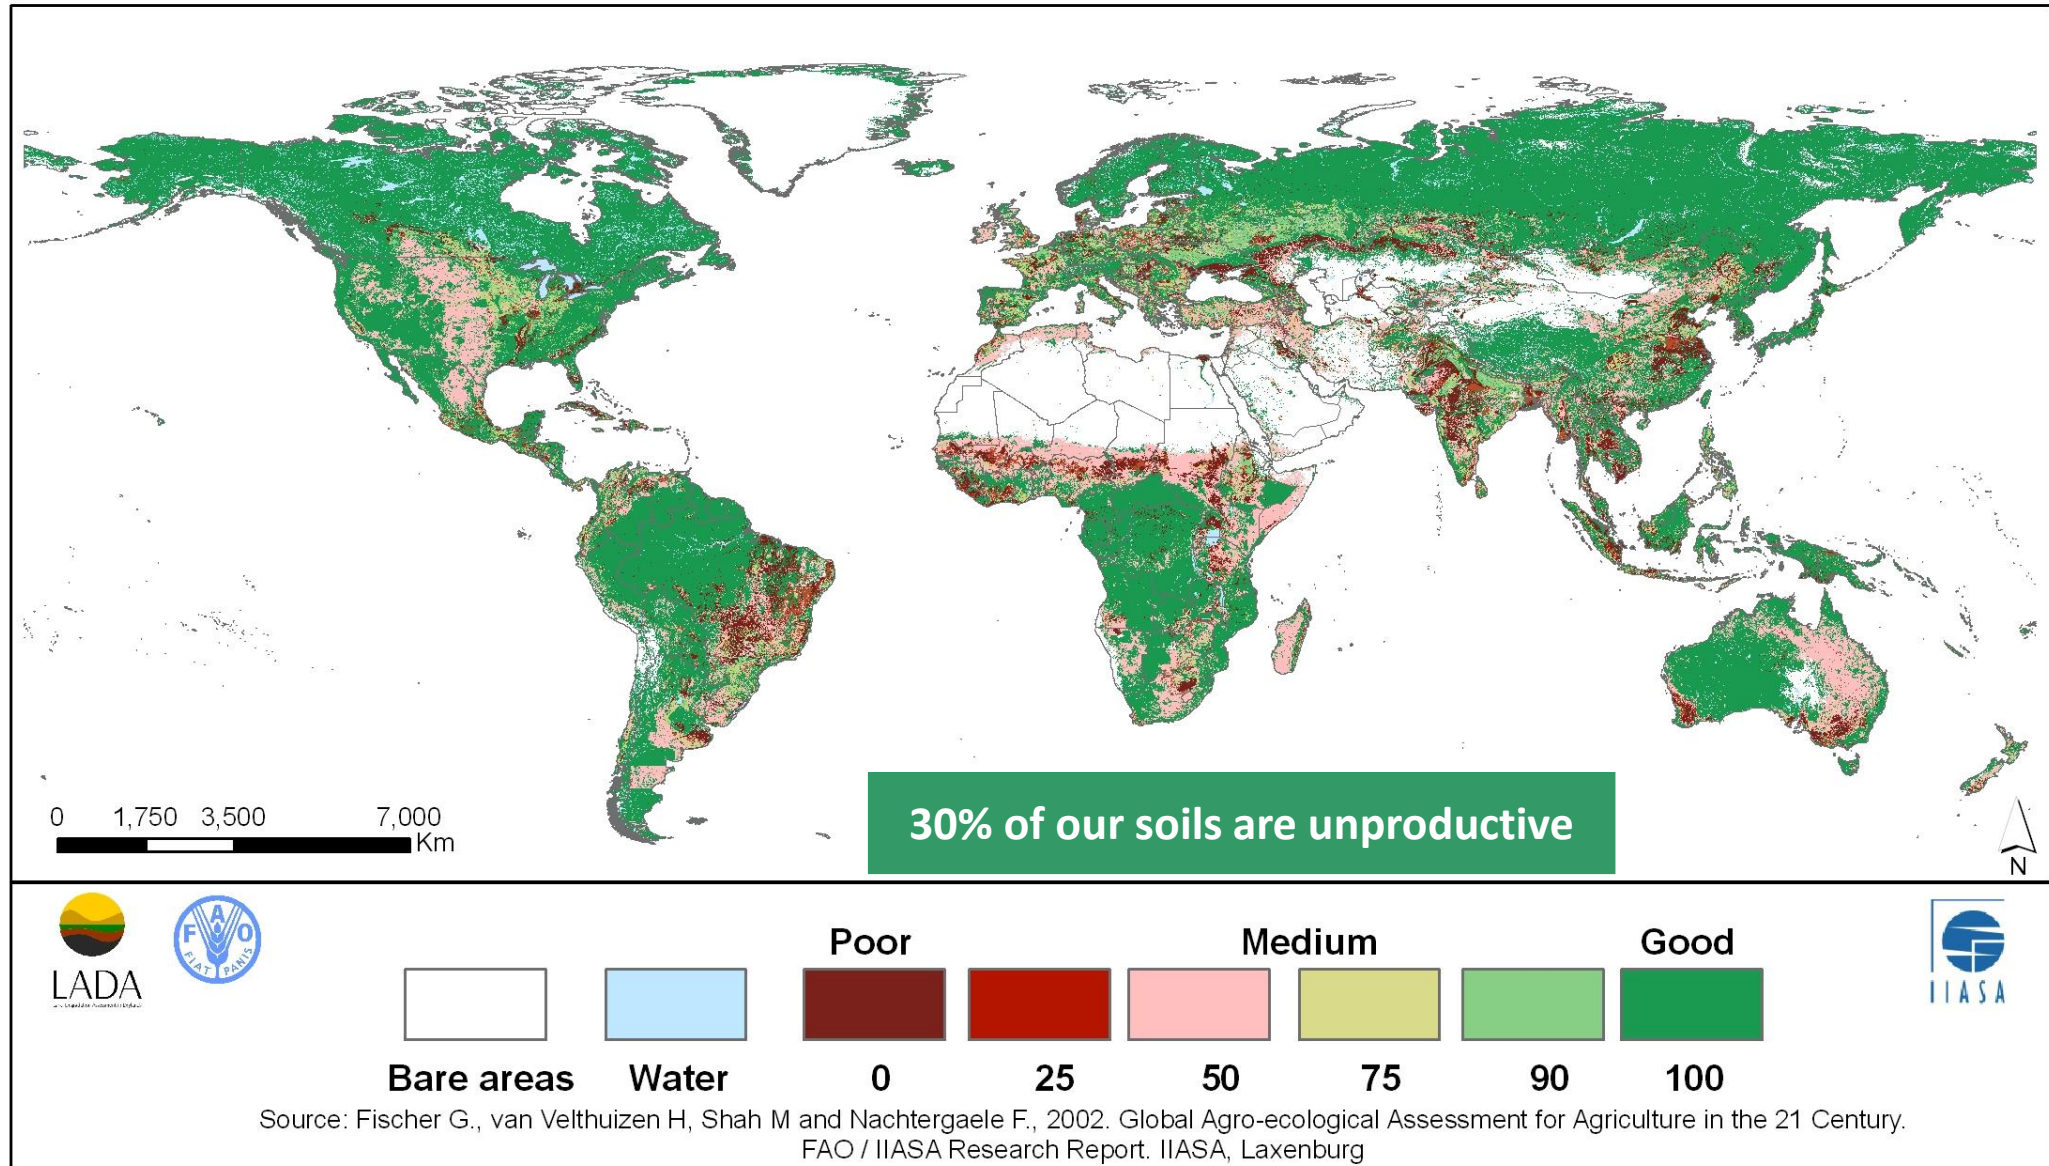 30% of our soils are unproductive
0 1,750 3,500 7,000
Km
N
LADA
F A O
FIAT PANIS
IIASA
Poor Medium Good
Bare areas Water 0 25 50 75 90 100
Source: Fischer G., van Velthuizen H, Shah M and Nachtergaele F., 2002. Global Agro-ecological Assessment for Agriculture in the 21 Century.
FAO / IIASA Research Report. IIASA, Laxenburg